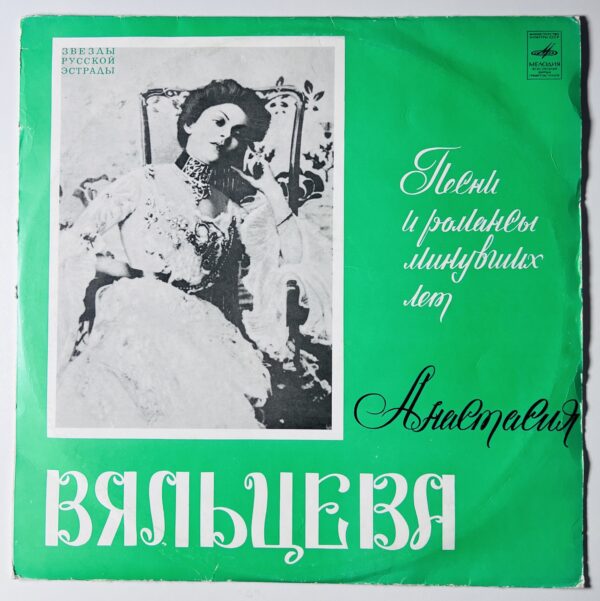 ЗВЕЗДЫ
РУССКОЙ
ЭСТРАДЫ
МЕЛОДИЯ
Песни
и романсы
минувших
лет
Анастасия
ВЯЛЬЦЕВА